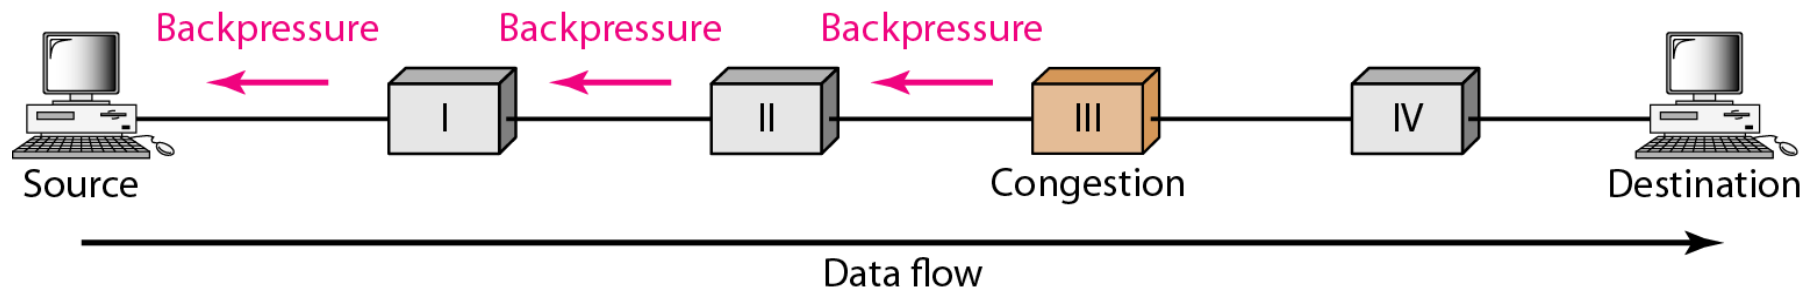 Backpressure Backpressure Backpressure
I II III IV
Source Congestion Destination
Data flow